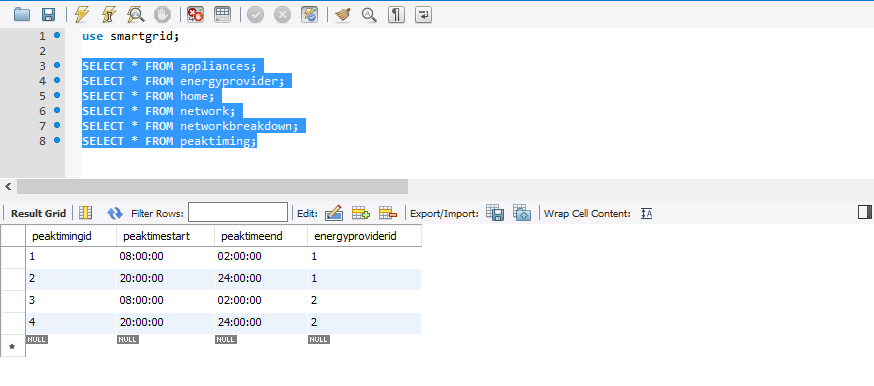 1 use smartgrid;
2
3 SELECT * FROM appliances;
4 SELECT * FROM energyprovider;
5 SELECT * FROM home;
6 SELECT * FROM network;
7 SELECT * FROM networkbreakdown;
8 SELECT * FROM peaktiming;
Result Grid Filter Rows: Edit: Export/Import: Wrap Cell Content: IA
peaktimingid peaktimestart peaktimeend energyproviderid
1 08:00:00 02:00:00 1
2 20:00:00 24:00:00 1
3 08:00:00 02:00:00 2
4 20:00:00 24:00:00 2
* NULL NULL NULL NULL